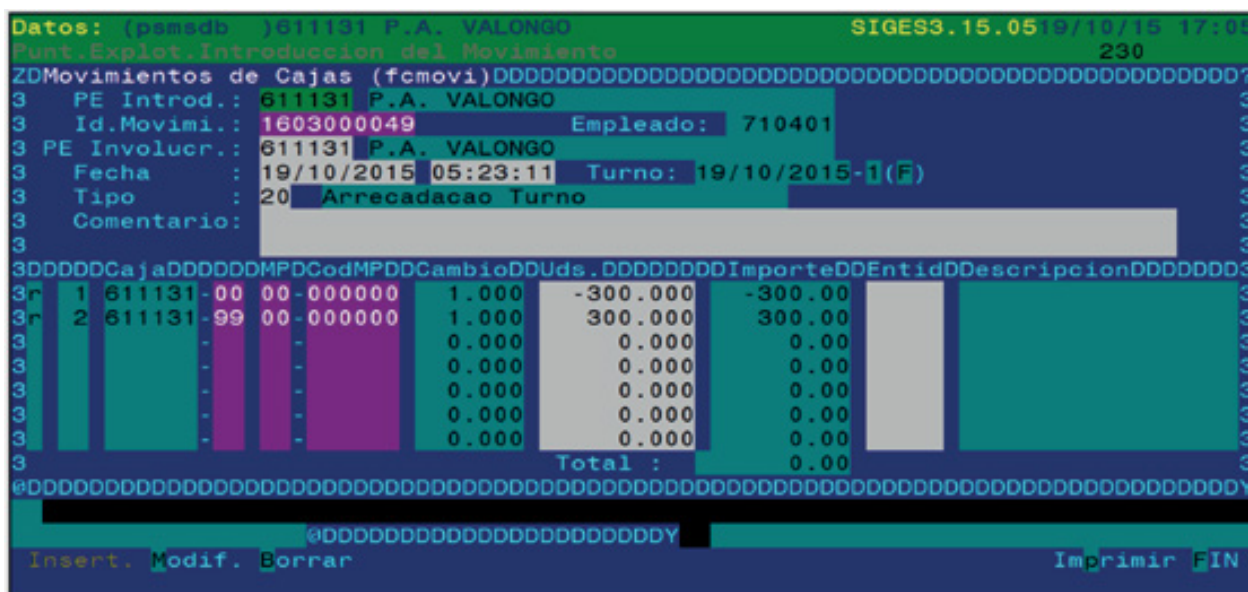 Datos: (psmsdb )611131 P.A. VALONGO SIGES3.15.0519/10/15 17:05
Punt.Explot.Introduccion del Movimiento 230
ZDMovimientos de Cajas (fcmovi)DDDDDDDDDDDDDDDDDDDDDDDDDDDDDDDDDDDDDDDDDDDDDDDD?
3 PE Introd.: 611131 P.A. VALONGO 3
3 Id.Movimi.: 1603000049 Empleado: 710401 3
3 PE Involucr.: 611131 P.A. VALONGO 3
3 Fecha : 19/10/2015 05:23:11 Turno: 19/10/2015-1(F) 3
3 Tipo : 20 Arrecadacao Turno 3
3 Comentario: 3
3 3
3DDDDDCajaDDDDDDMPDCodMPDDCambioDDUds.DDDDDDDDImporteDDEntidDDescripcionDDDDDDD3
3r 1 611131-00 00-000000 1.000 -300.000 -300.00 3
3r 2 611131-99 00-000000 1.000 300.000 300.00 3
3 - - 0.000 0.000 0.00 3
3 - - 0.000 0.000 0.00 3
3 - - 0.000 0.000 0.00 3
3 - - 0.000 0.000 0.00 3
3 - - 0.000 0.000 0.00 3
3 Total : 0.00 3
@DDDDDDDDDDDDDDDDDDDDDDDDDDDDDDDDDDDDDDDDDDDDDDDDDDDDDDDDDDDDDDDDDDDDDDDDDDDDDDY
@DDDDDDDDDDDDDDDDDDDDDDY
Insert. Modif. Borrar Imprimir FIN